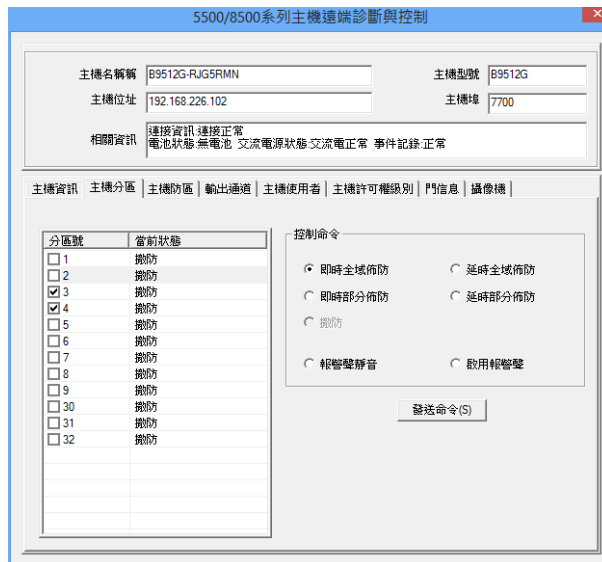 5500/8500系列主機遠端診斷與控制
主機名稱稱 B9512G-RJG5RMN 主機型號 B9512G
主機位址 192.168.226.102 主機埠 7700
相關資訊 連接資訊:連接正常
電池狀態:無電池 交流電源狀態:交流電正常 事件記錄:正常
主機資訊 主機分區 主機防區 輸出通道 主機使用者 主機許可權級別 門信息 攝像機
分區號 當前狀態
1 撤防
2 撤防
3 撤防
4 撤防
5 撤防
6 撤防
7 撤防
8 撤防
9 撤防
30 撤防
31 撤防
32 撤防
控制命令
即時全域佈防 延時全域佈防
即時部分佈防 延時部分佈防
撤防
報警聲靜音 啟用報警聲
發送命令(S)